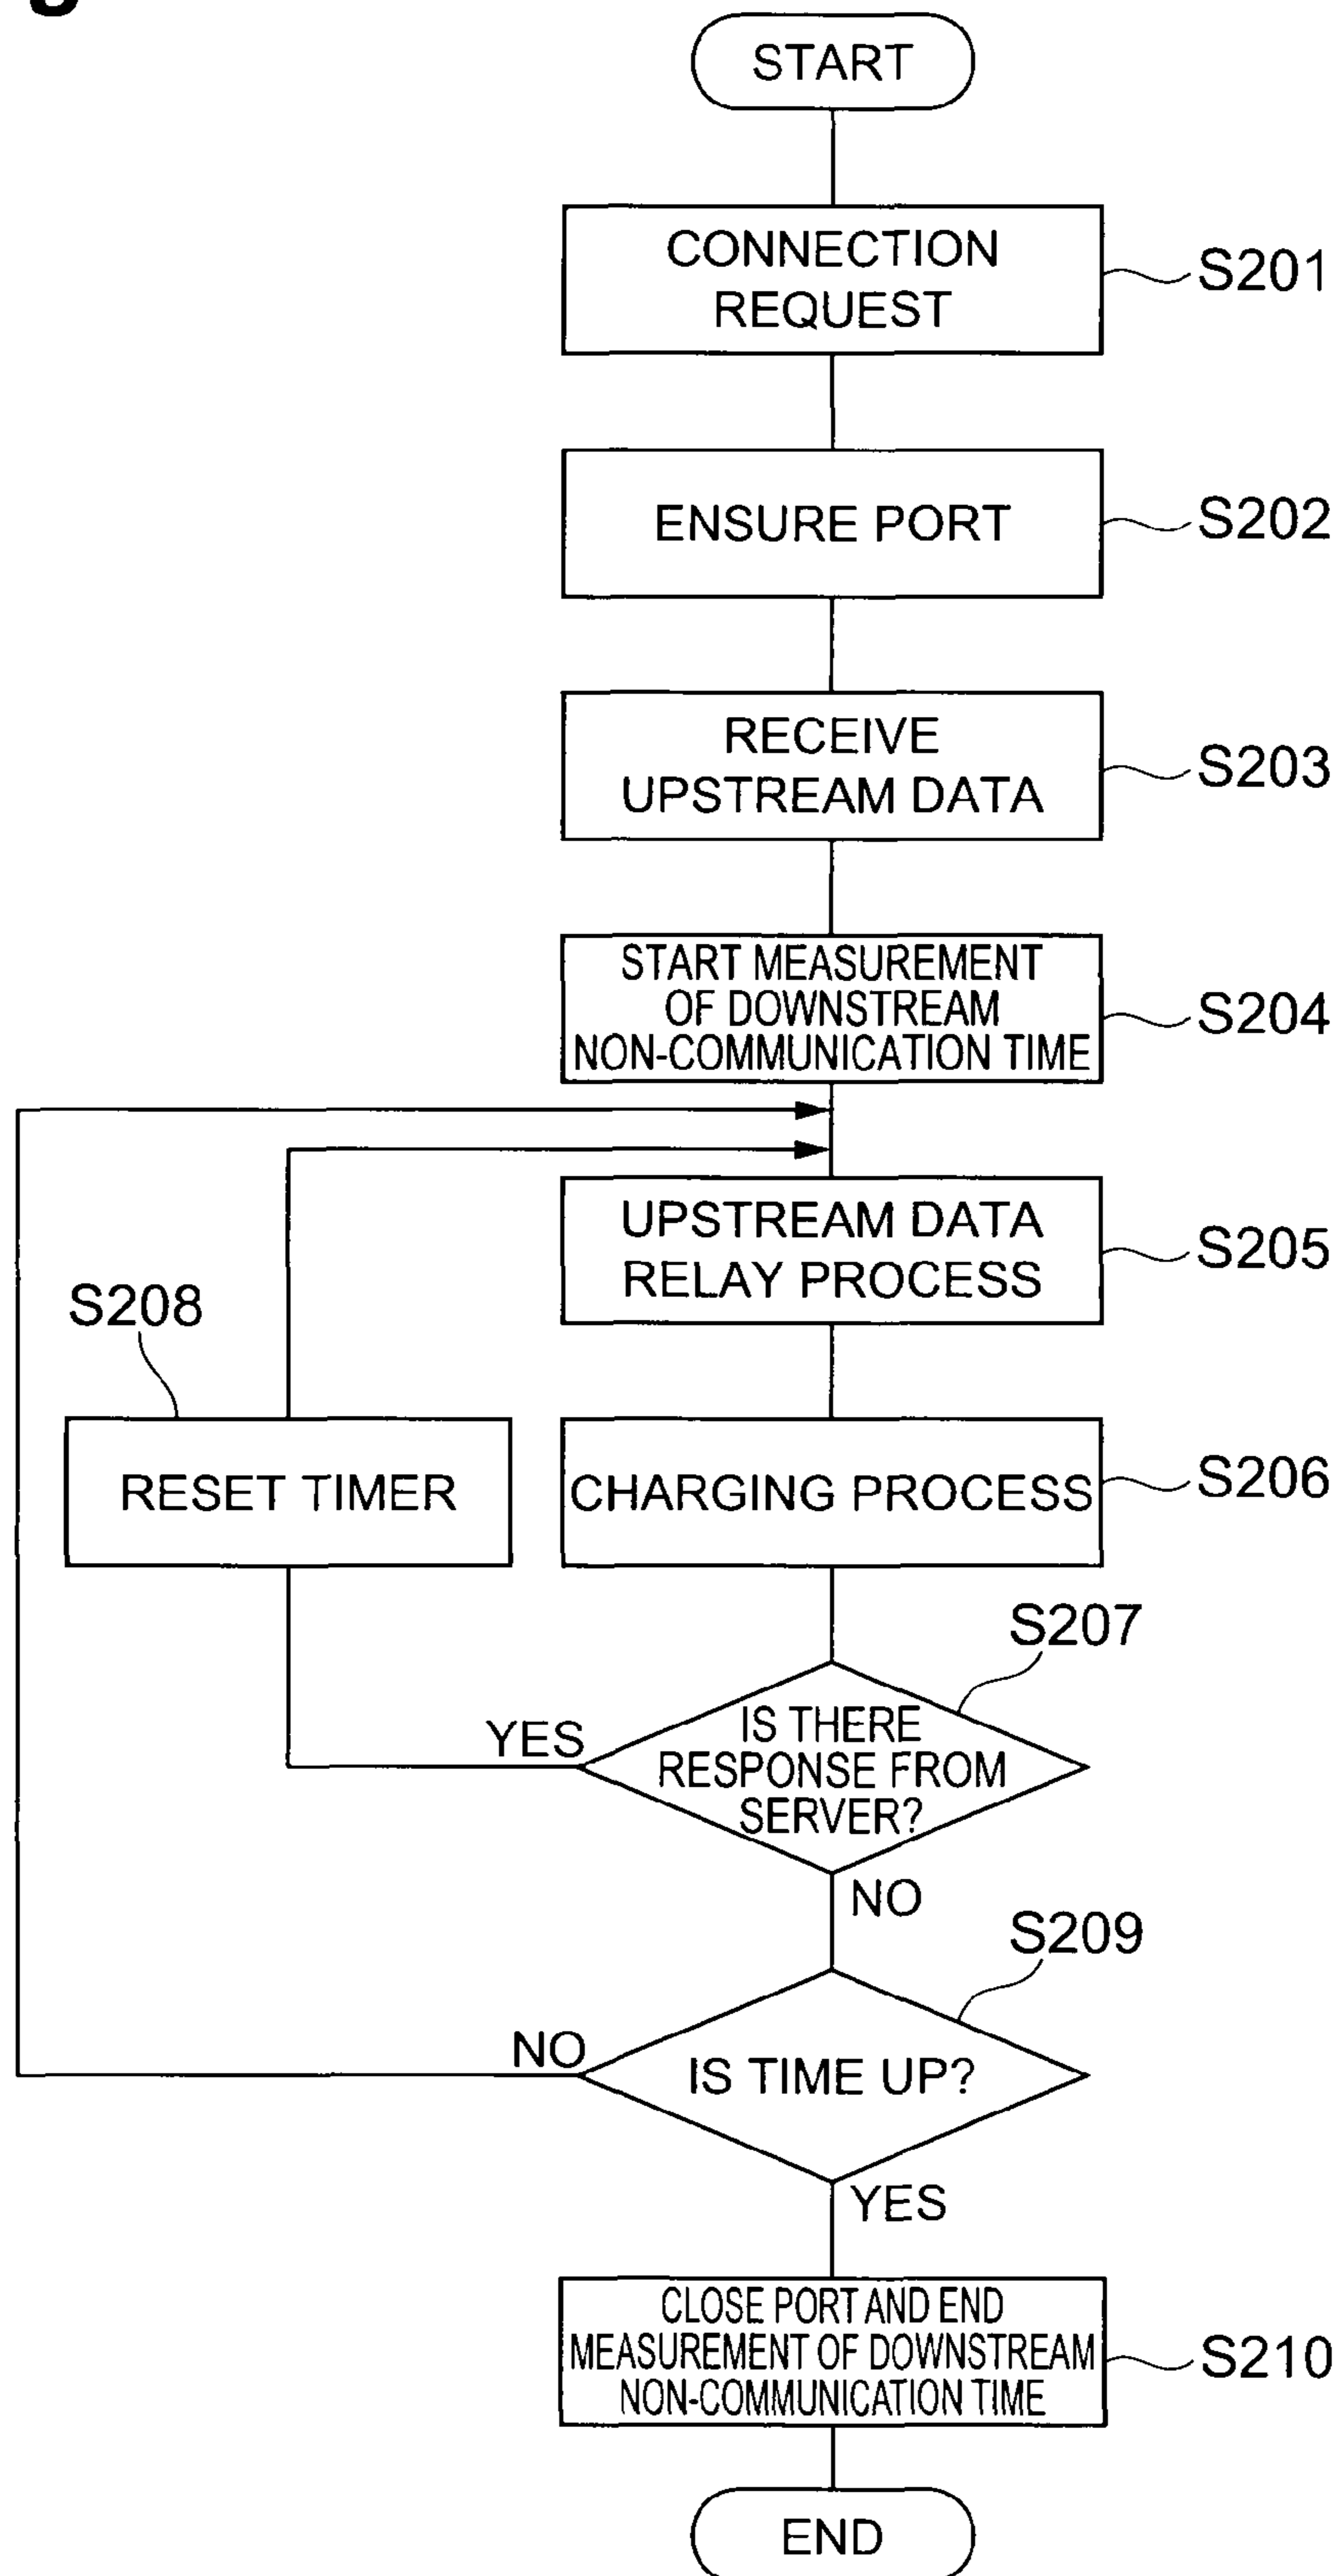 START
CONNECTION
REQUEST
S201
ENSURE PORT
S202
RECEIVE
UPSTREAM DATA
S203
START MEASUREMENT
OF DOWNSTREAM
NON-COMMUNICATION TIME
S204
UPSTREAM DATA
RELAY PROCESS
S205
S208
RESET TIMER
CHARGING PROCESS
S206
S207
IS THERE
RESPONSE FROM
SERVER?
YES
NO
S209
NO
IS TIME UP?
YES
CLOSE PORT AND END
MEASUREMENT OF DOWNSTREAM
NON-COMMUNICATION TIME
S210
END